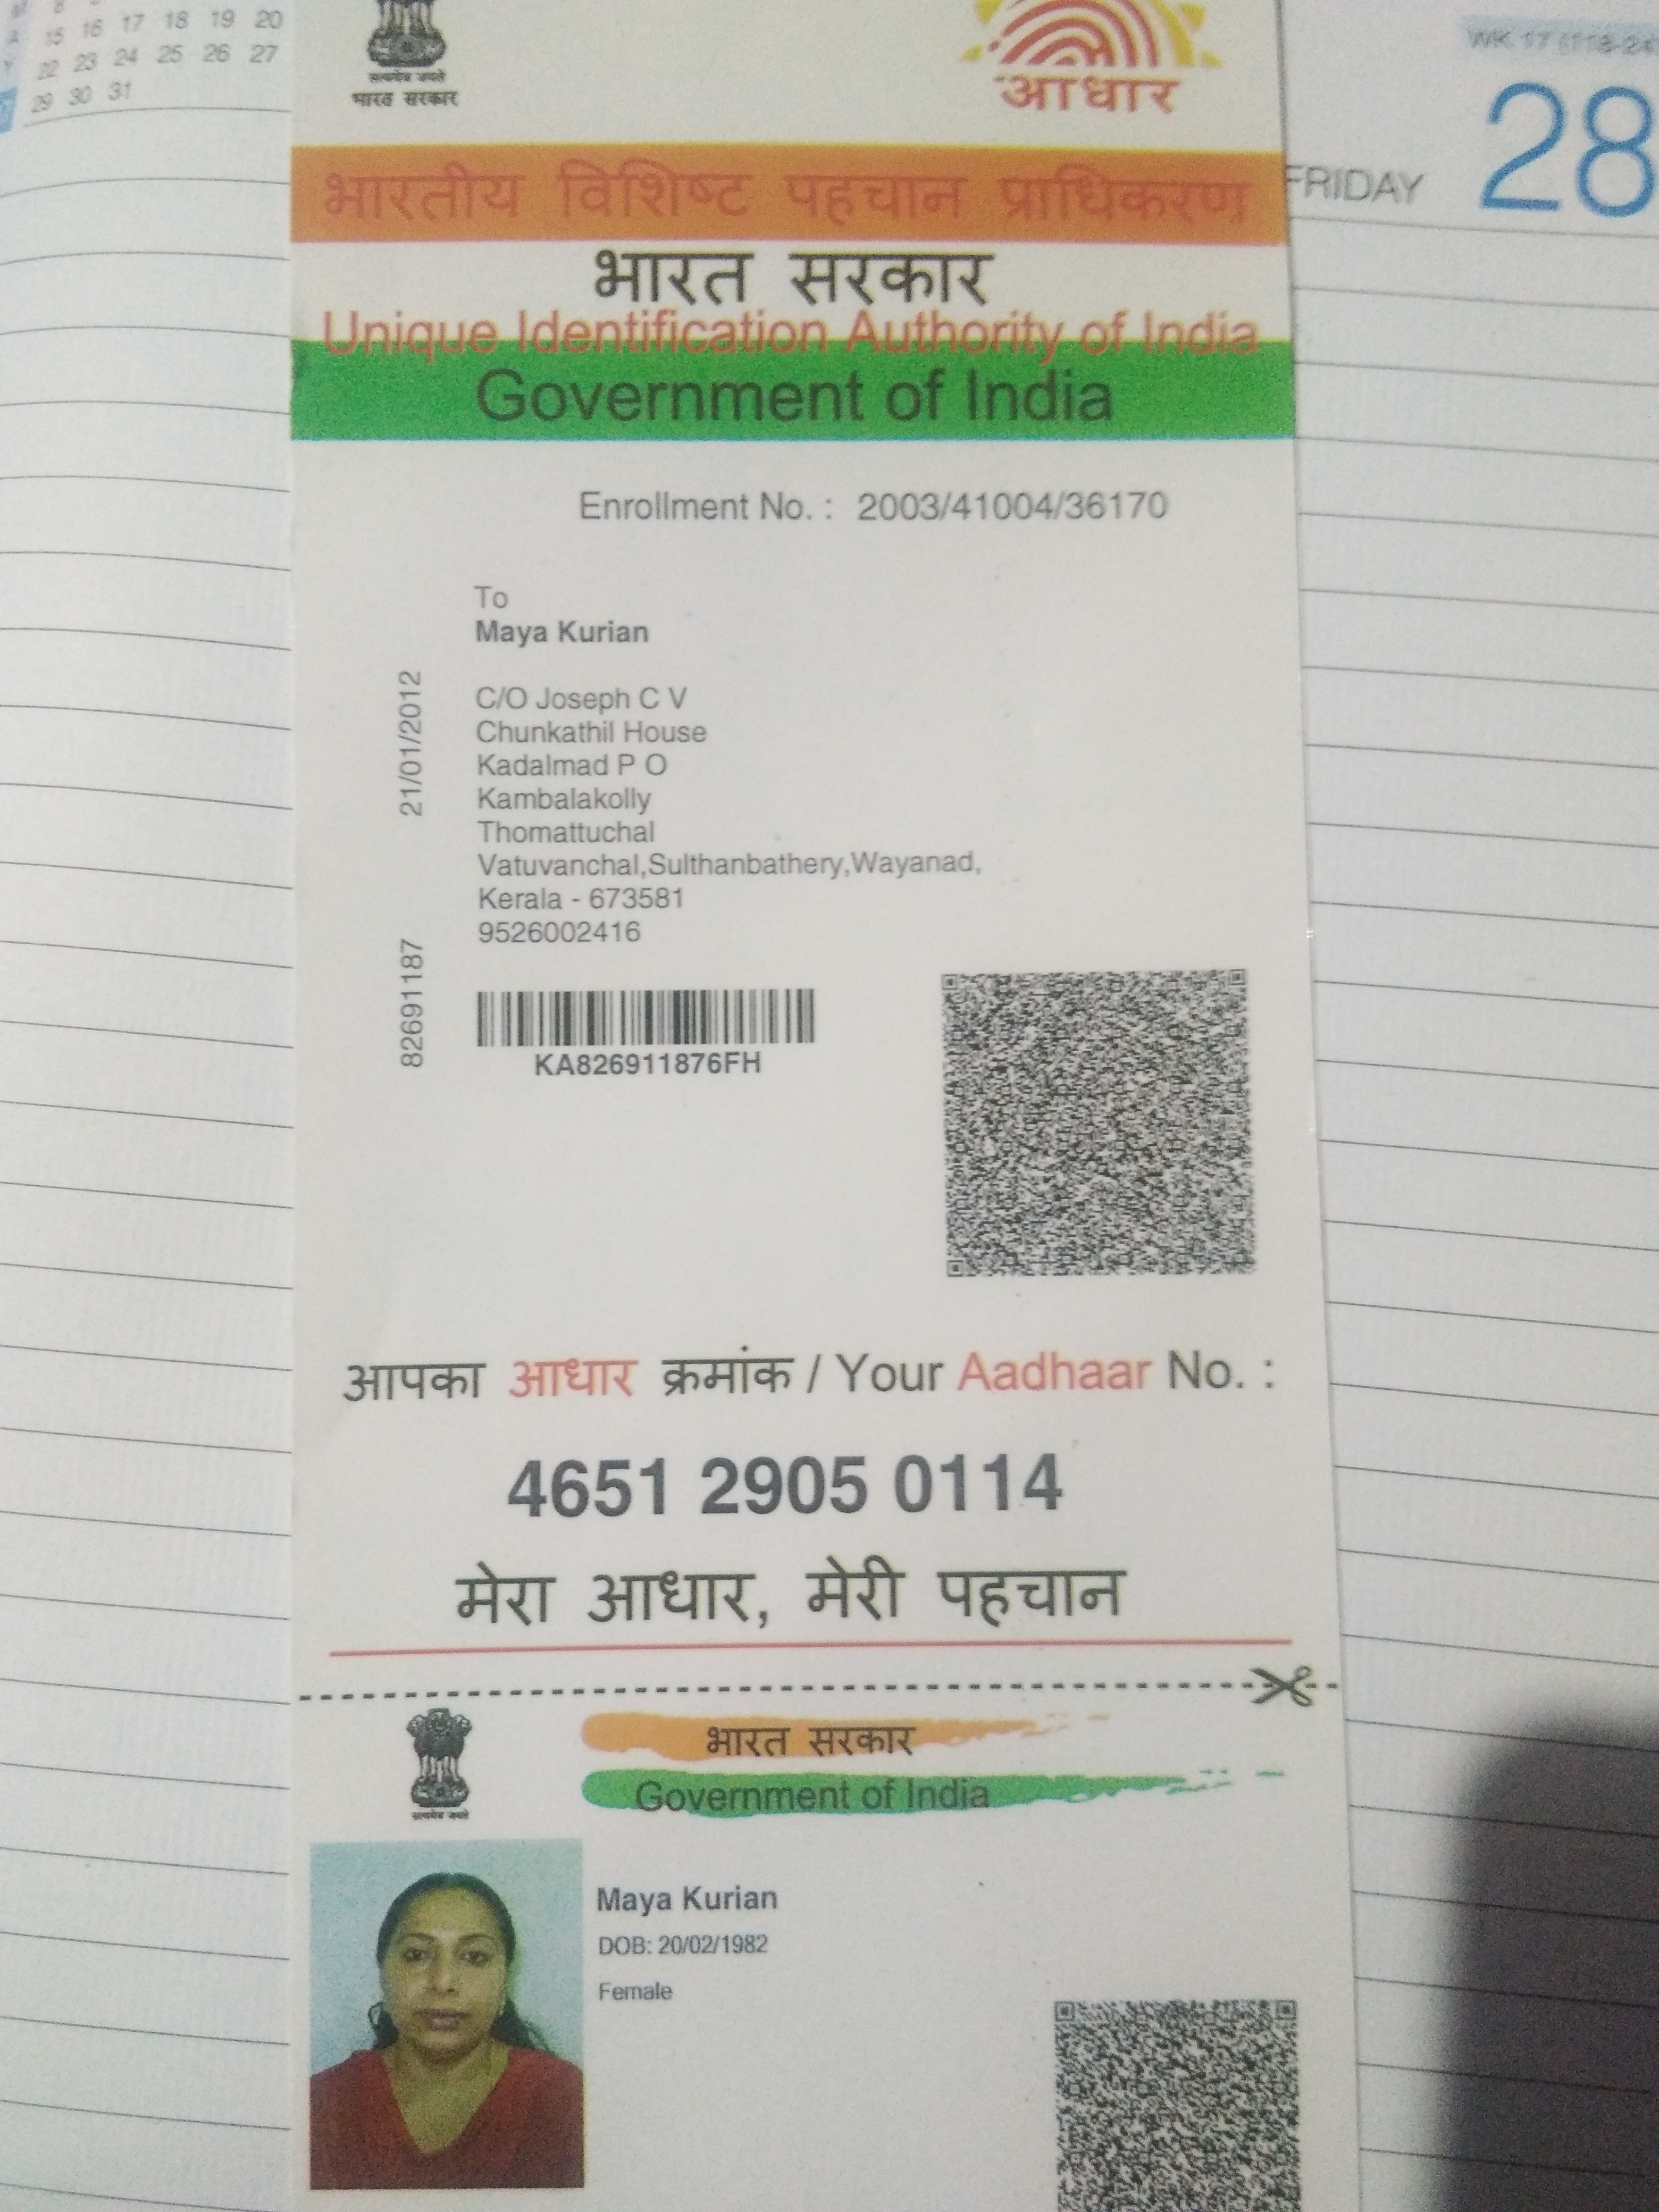 15 16 17 18 19 20
22 23 24 25 26 27
29 30 31
सत्यमेव जयते
भारत सरकार
आधार
WK 17
28
FRIDAY
भारतीय विशिष्ट पहचान प्राधिकरण
भारत सरकार
Unique Identification Authority of India
Government of India
Enrollment No. : 2003/41004/36170
To
Maya Kurian
C/O Joseph C V
Chunkathil House
Kadalmad P O
Kambalakolly
Thomattuchal
Vatuvanchal,Sulthanbathery,Wayanad,
Kerala - 673581
9526002416
21/01/2012
82691187
KA826911876FH
आपका आधार क्रमांक / Your Aadhaar No. :
4651 2905 0114
मेरा आधार, मेरी पहचान
भारत सरकार
Government of India
सत्यमेव जयते
Maya Kurian
DOB: 20/02/1982
Female